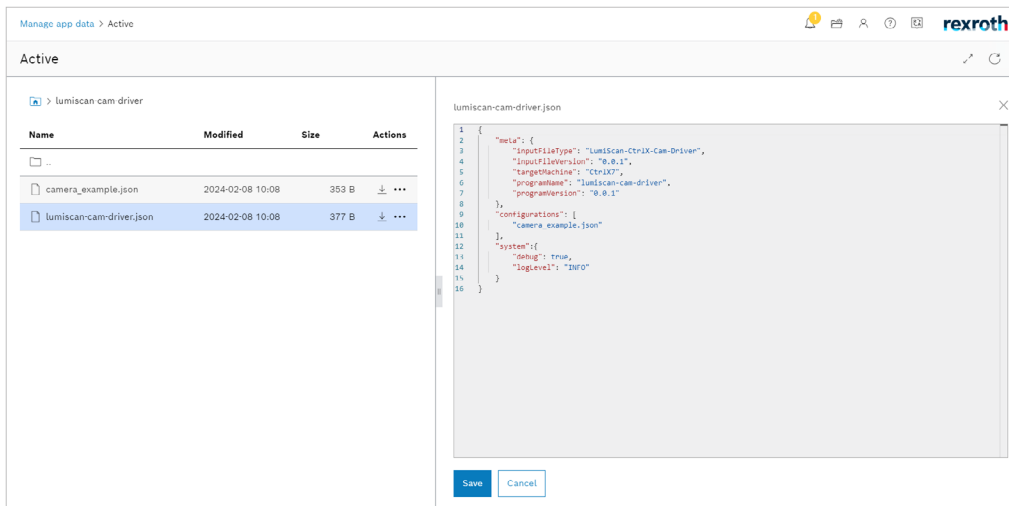 Manage app data > Active
1
rexroth
Active
> lumiscan cam driver
Name Modified Size Actions
..
camera_example.json 2024-02-08 10:08 353 B
lumiscan-cam-driver.json 2024-02-08 10:08 377 B
lumiscan-cam-driver.json
1 {
2 "meta": {
3 "inputFileType": "LumiScan-CtrlX-Cam-Driver",
4 "inputFileVersion": "0.0.1",
5 "targetMachine": "CtrlX7",
6 "programName": "lumiscan-cam-driver",
7 "programVersion": "0.0.1"
8 },
9 "configurations": [
10 "camera_example.json"
11 ],
12 "system":{
13 "debug": true,
14 "logLevel": "INFO"
15 }
16 }
Save Cancel